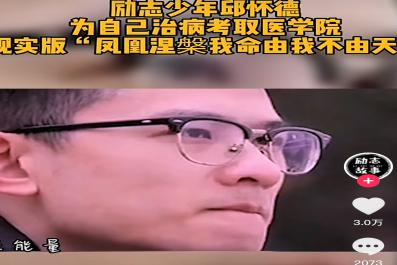 励志少年邱怀德
为自己治病考取医学院
现实版“凤凰涅槃我命由我不由天
励志
故事
3.0万
能量
2073